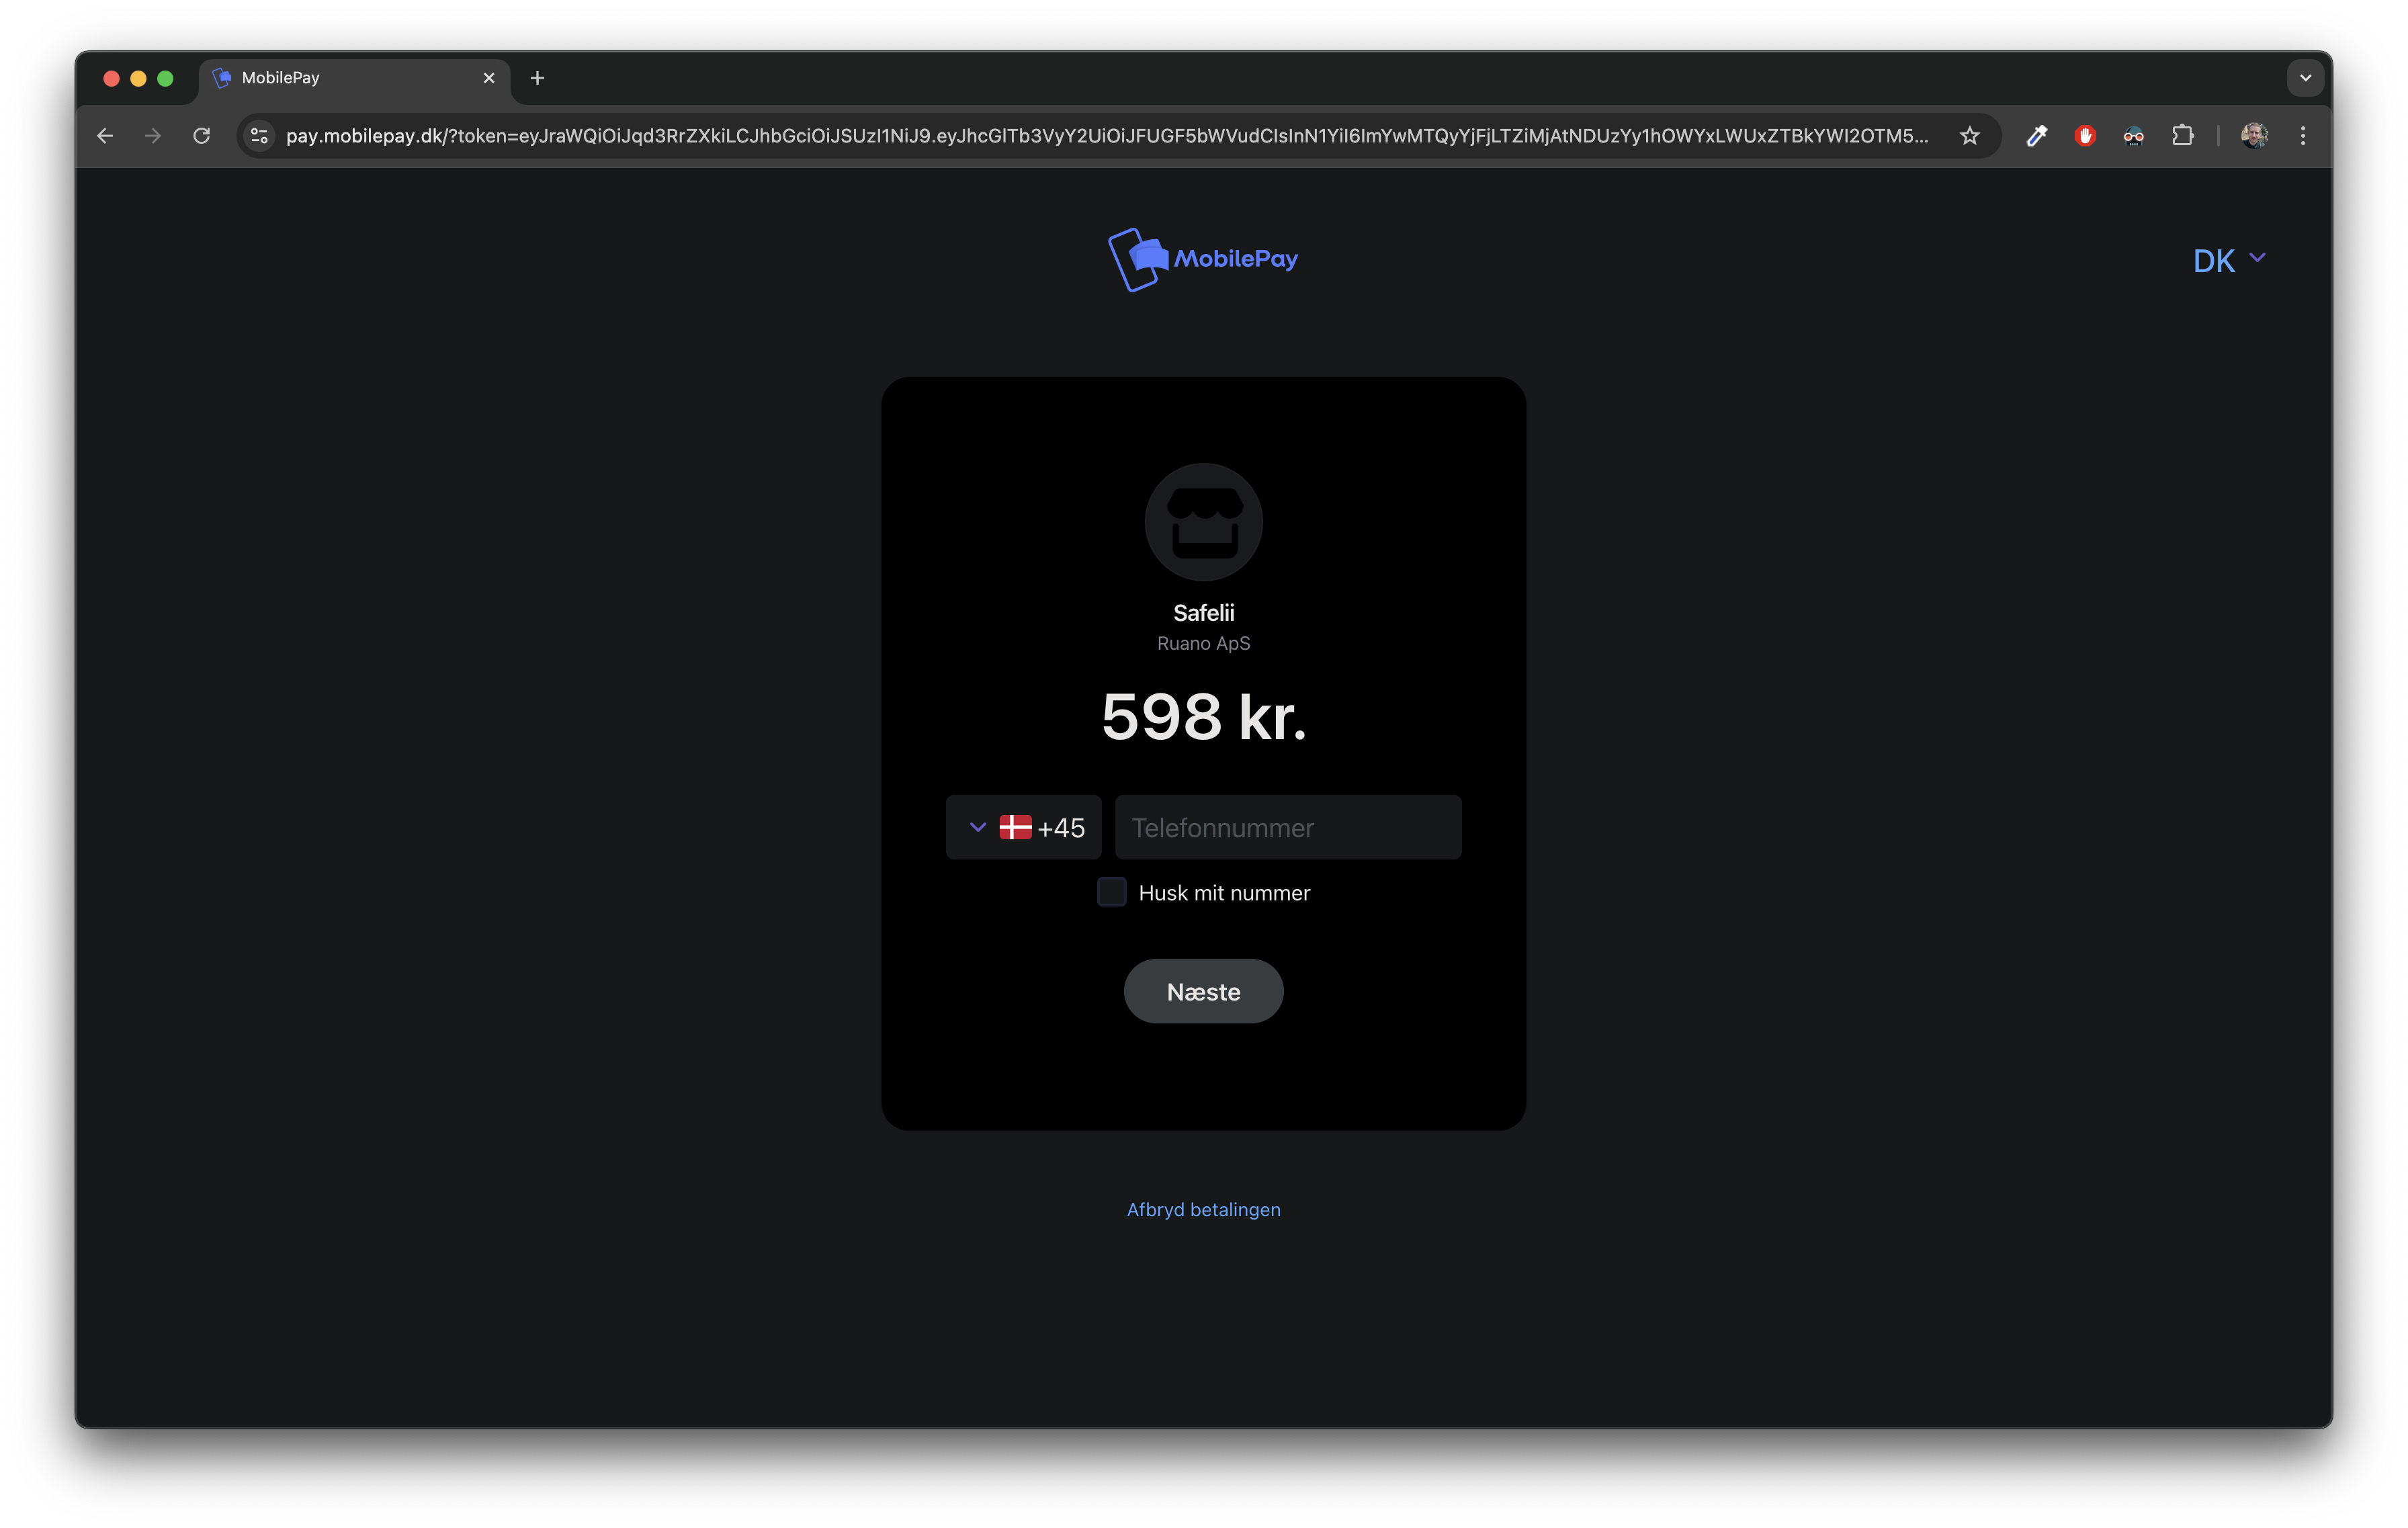 MobilePay
pay.mobilepay.dk/?token=eyJraWQiOiJqd3RrZXkiLCJhbGciOiJSUzI1NiJ9.eyJhcGlTb3VyY2UiOiJFUGF5bWVudCIsInN1YiI6ImYwMTQyYjFjLTZiMjAtNDUzYy1hOWYxLWUxZTBkYWI2OTM5...
MobilePay
DK
Safelii
Ruano ApS
598 kr.
+45 Telefonnummer
Husk mit nummer
Næste
Afbryd betalingen